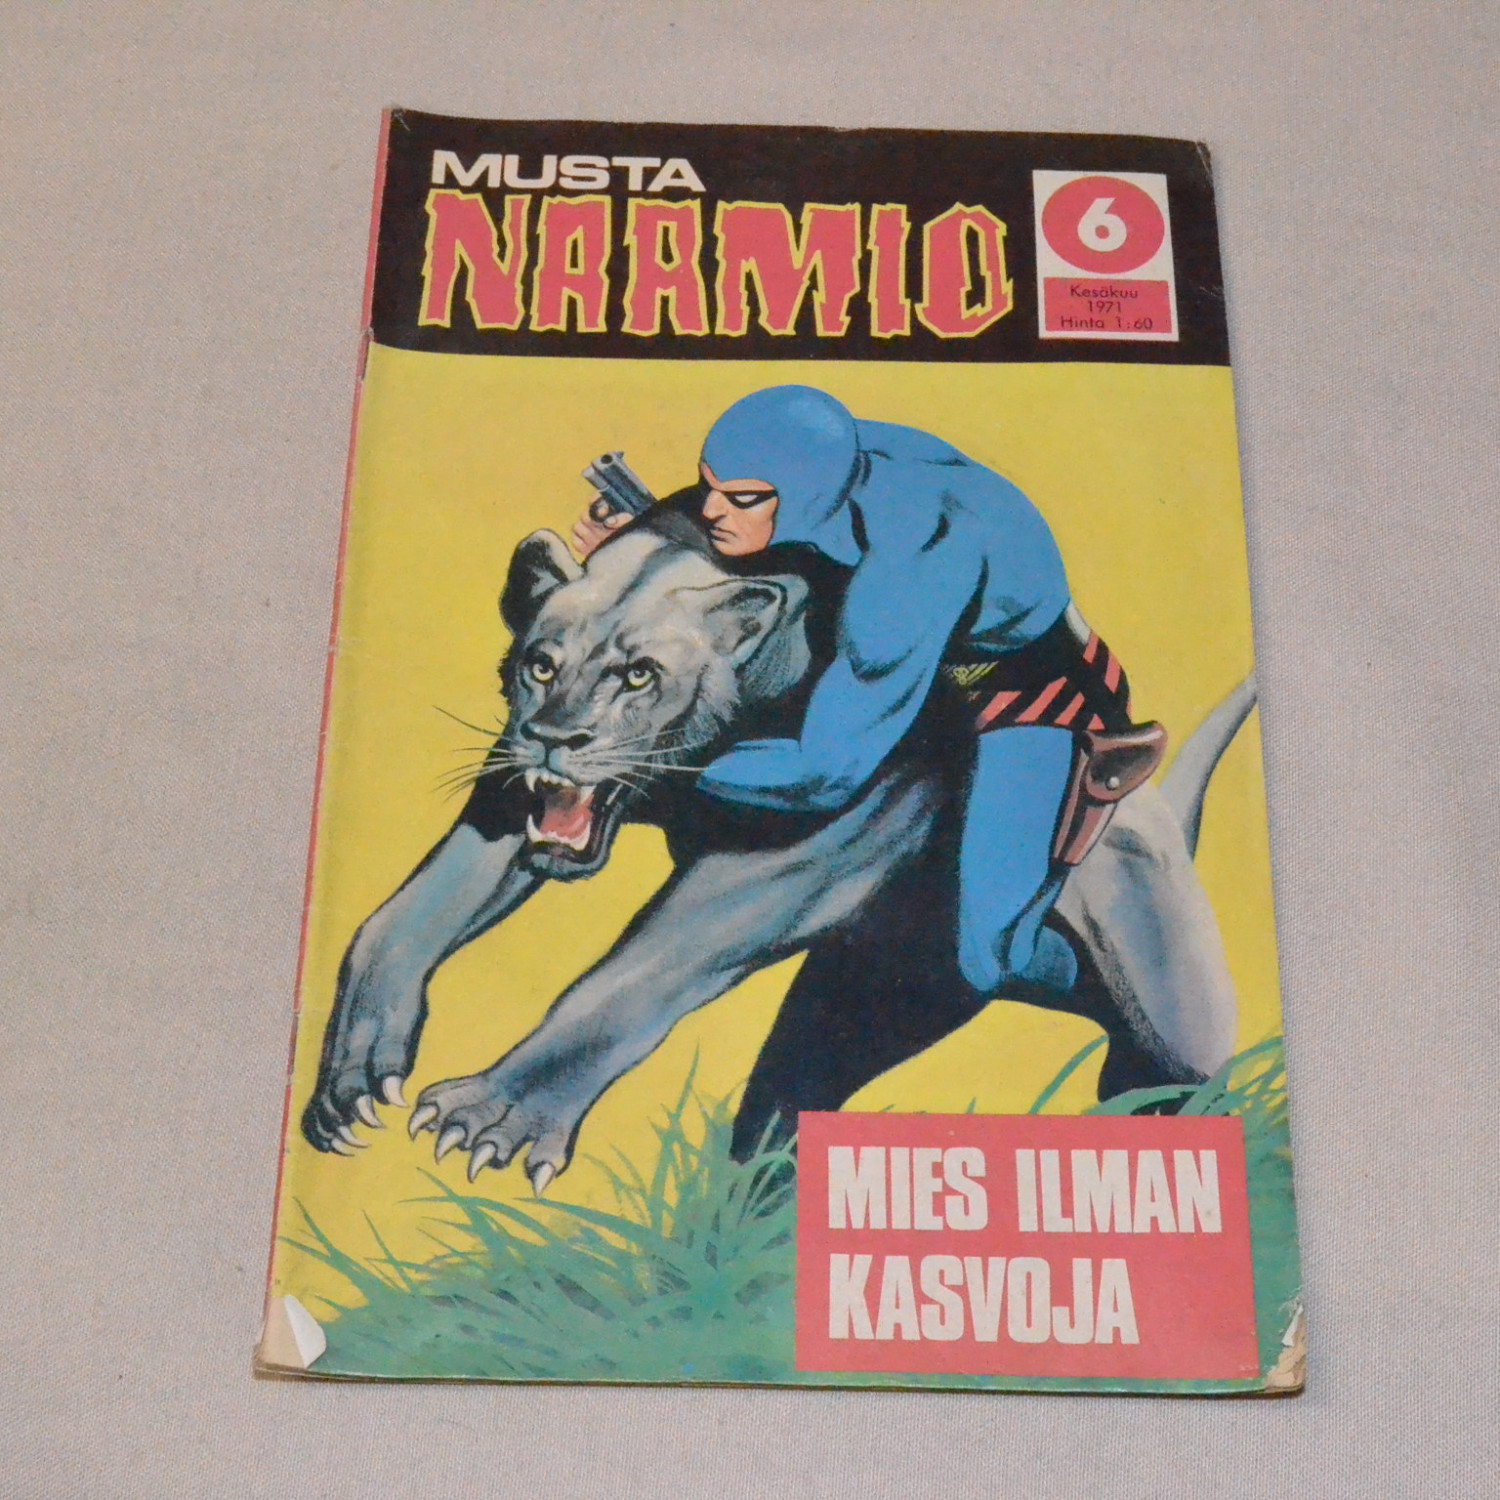 MUSTA
NAAMIO
6
Kesäkuu
1971
Hinta 1:60
MIES ILMAN
KASVOJA